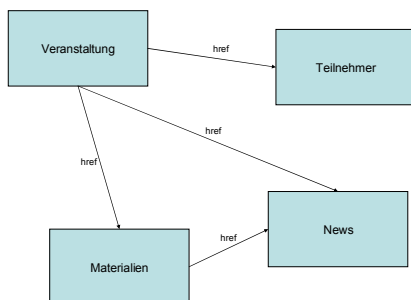 Veranstaltung
href
Teilnehmer
href
href
News
href
Materialien